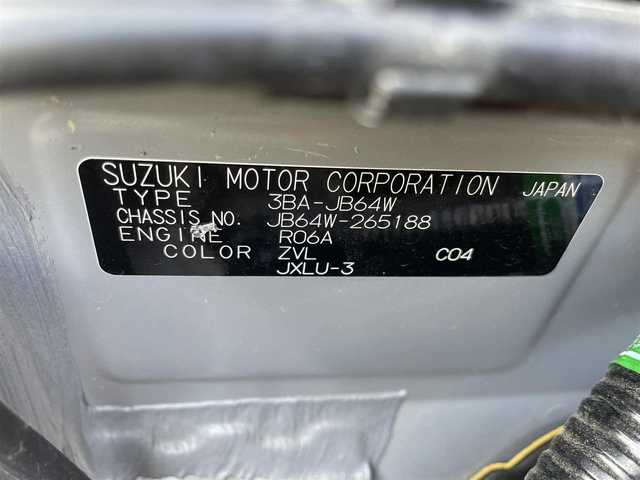 SUZUKI MOTOR CORPORATION JAPAN
TYPE 3BA-JB64W
CHASSIS NO. JB64W-265188
ENGINE R06A
COLOR ZVL C04
JXLU-3